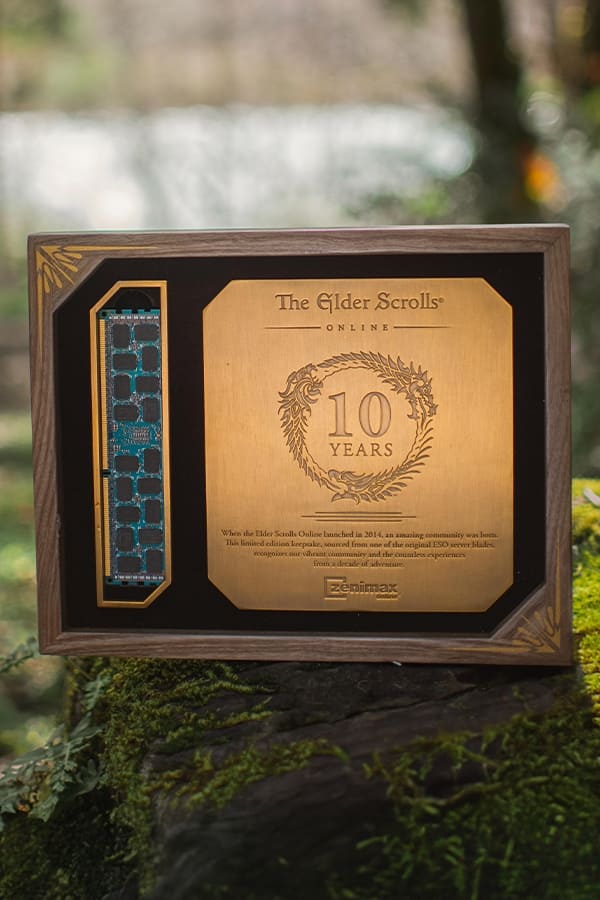 The Elder Scrolls®
ONLINE
10
YEARS
When the Elder Scrolls Online launched in 2014, an amazing community was born.
This limited edition keepsake, sourced from one of the original ESO server blades,
recognizes our vibrant community and the countless experiences
from a decade of adventure.
zenimax
online